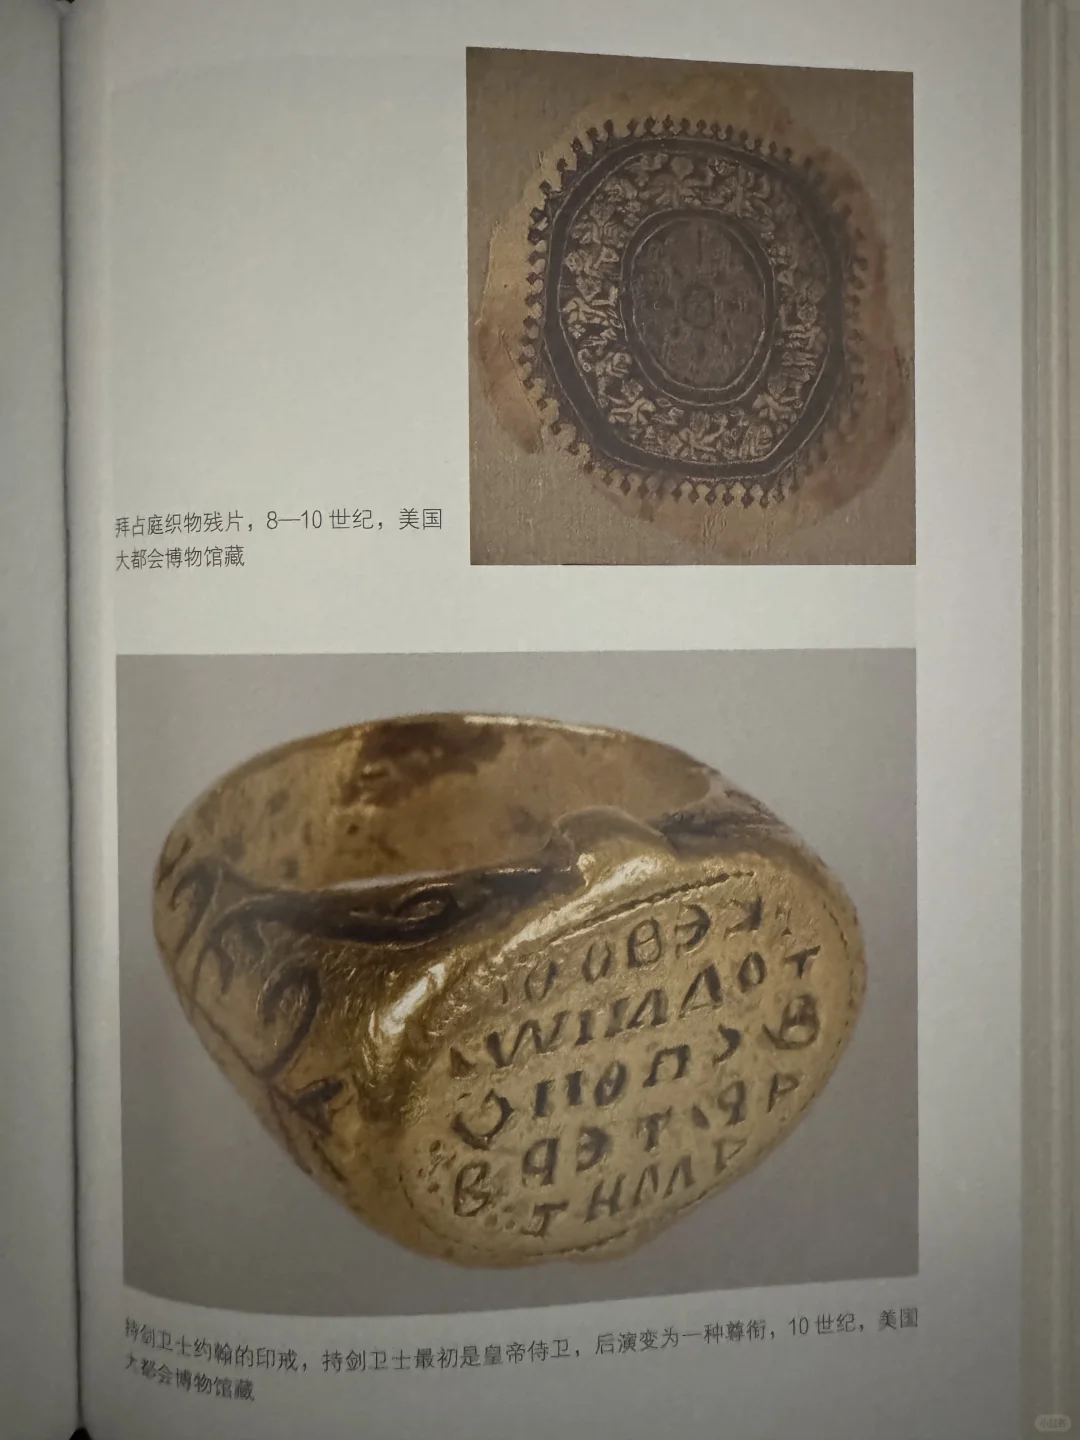 拜占庭织物残片，8—10 世纪，美国
大都会博物馆藏
持剑卫士约翰的印戒，持剑卫士最初是皇帝侍卫，后演变为一种尊衔，10 世纪，美国
大都会博物馆藏
小红书